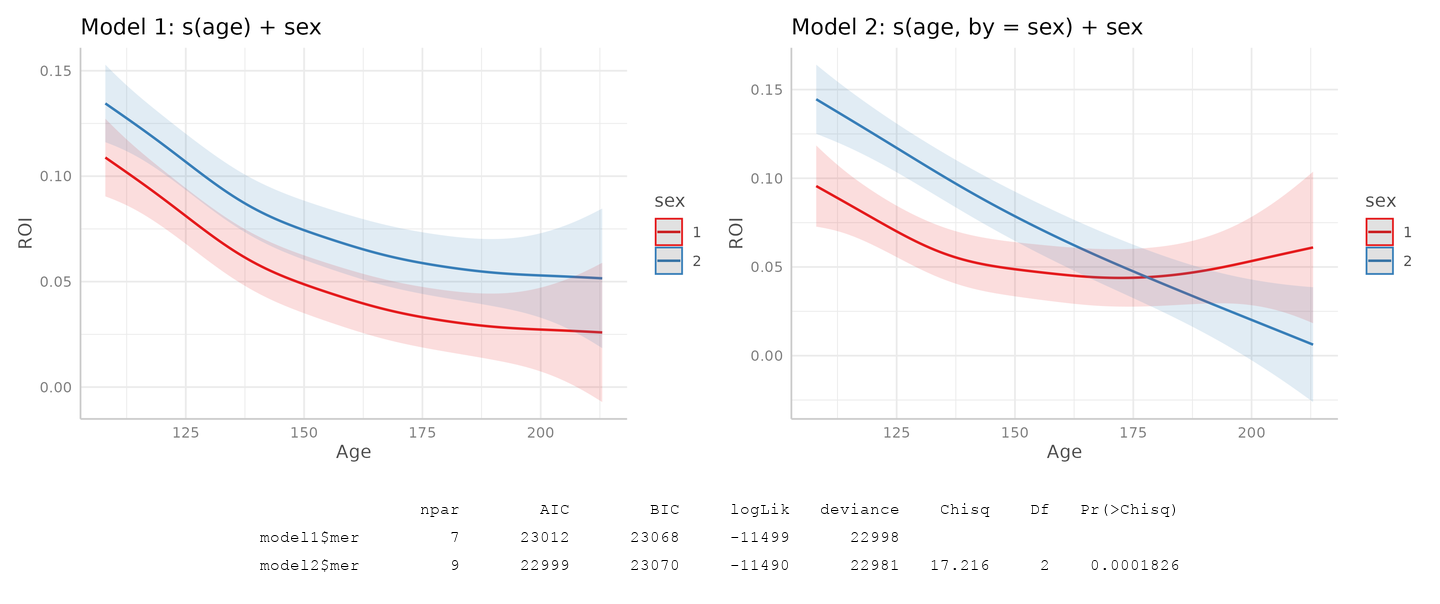 Model 1: s(age) + sex
0.15
0.10
0.05
0.00
ROI
125 150 175 200
Age
sex
1
2
Model 2: s(age, by = sex) + sex
0.15
0.10
0.05
0.00
ROI
125 150 175 200
Age
sex
1
2
npar AIC BIC logLik deviance Chisq Df Pr(>Chisq)
model1$mer 7 23012 23068 -11499 22998
model2$mer 9 22999 23070 -11490 22981 17.216 2 0.0001826